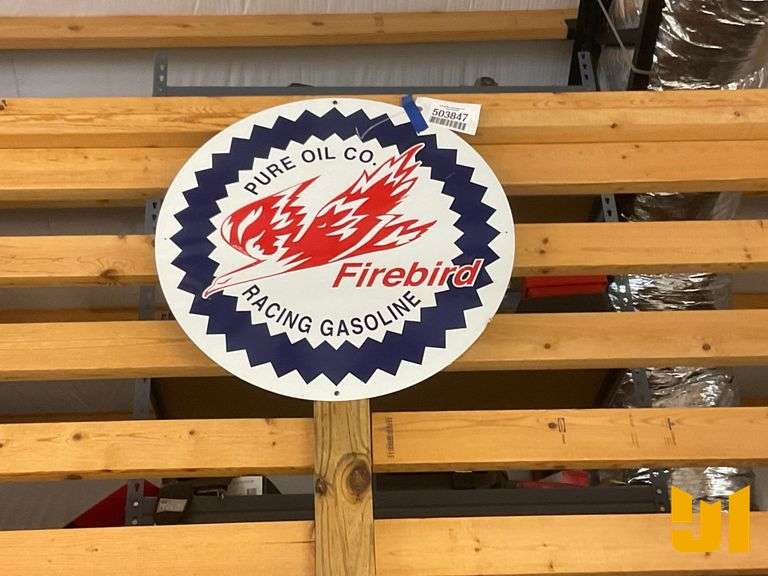 503847
PURE OIL CO.
Firebird
RACING GASOLINE